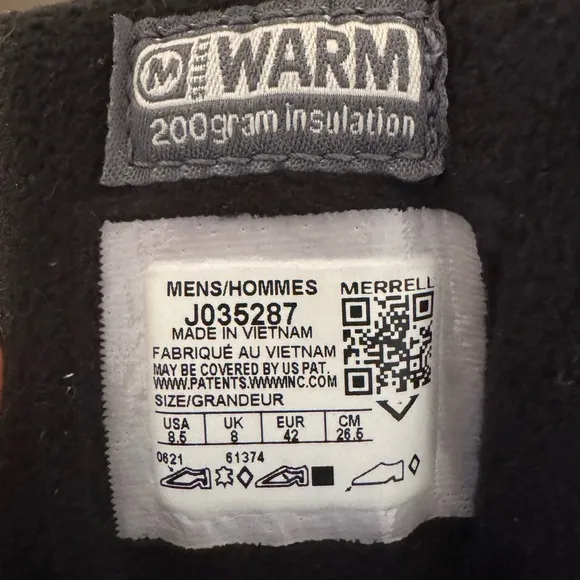 M
WARM
200gram insulation
MENS/HOMMES
MERRELL
J035287
MADE IN VIETNAM
FABRIQUÉ AU VIETNAM
MAY BE COVERED BY US PAT.
WWW.PATENTS.WWWINC.COM
SIZE/GRANDEUR
USA UK EUR CM
8.5 8 42 26.5
0621 61374